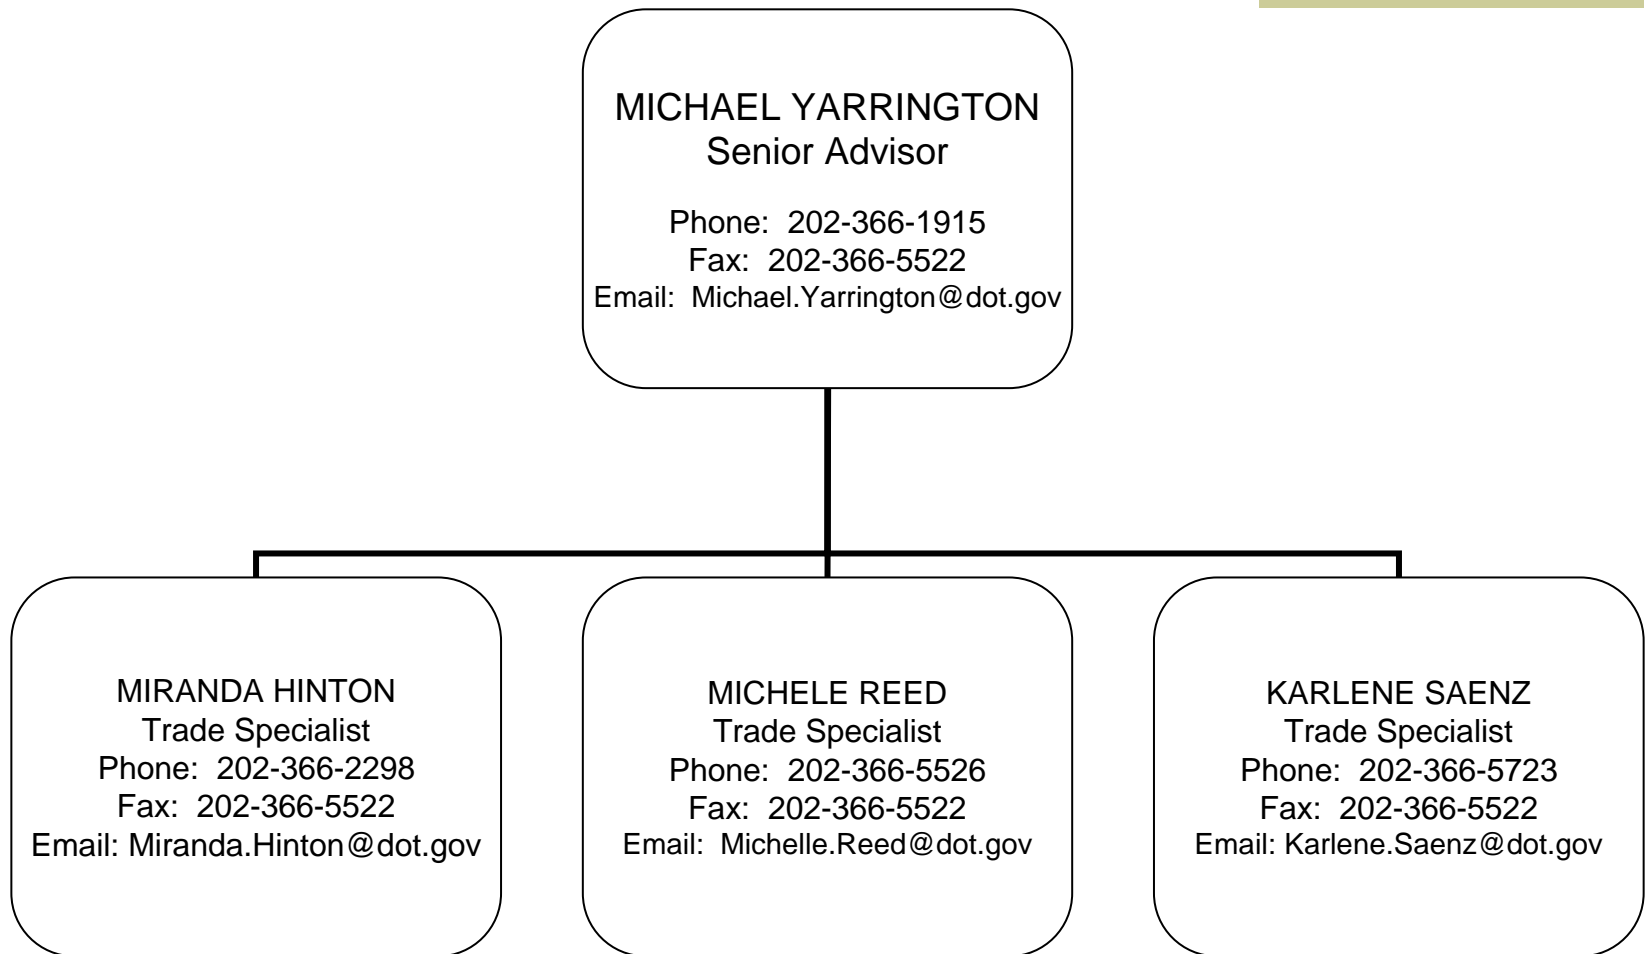 MICHAEL YARRINGTON
Senior Advisor
Phone:  202-366-1915
Fax:  202-366-5522
Email:  Michael.Yarrington@dot.gov
MIRANDA HINTON
Trade Specialist
Phone:  202-366-2298
Fax:  202-366-5522
Email: Miranda.Hinton@dot.gov
MICHELE REED
Trade Specialist
Phone:  202-366-5526
Fax:  202-366-5522
Email:  Michelle.Reed@dot.gov
KARLENE SAENZ
Trade Specialist
Phone:  202-366-5723
Fax:  202-366-5522
Email: Karlene.Saenz@dot.gov